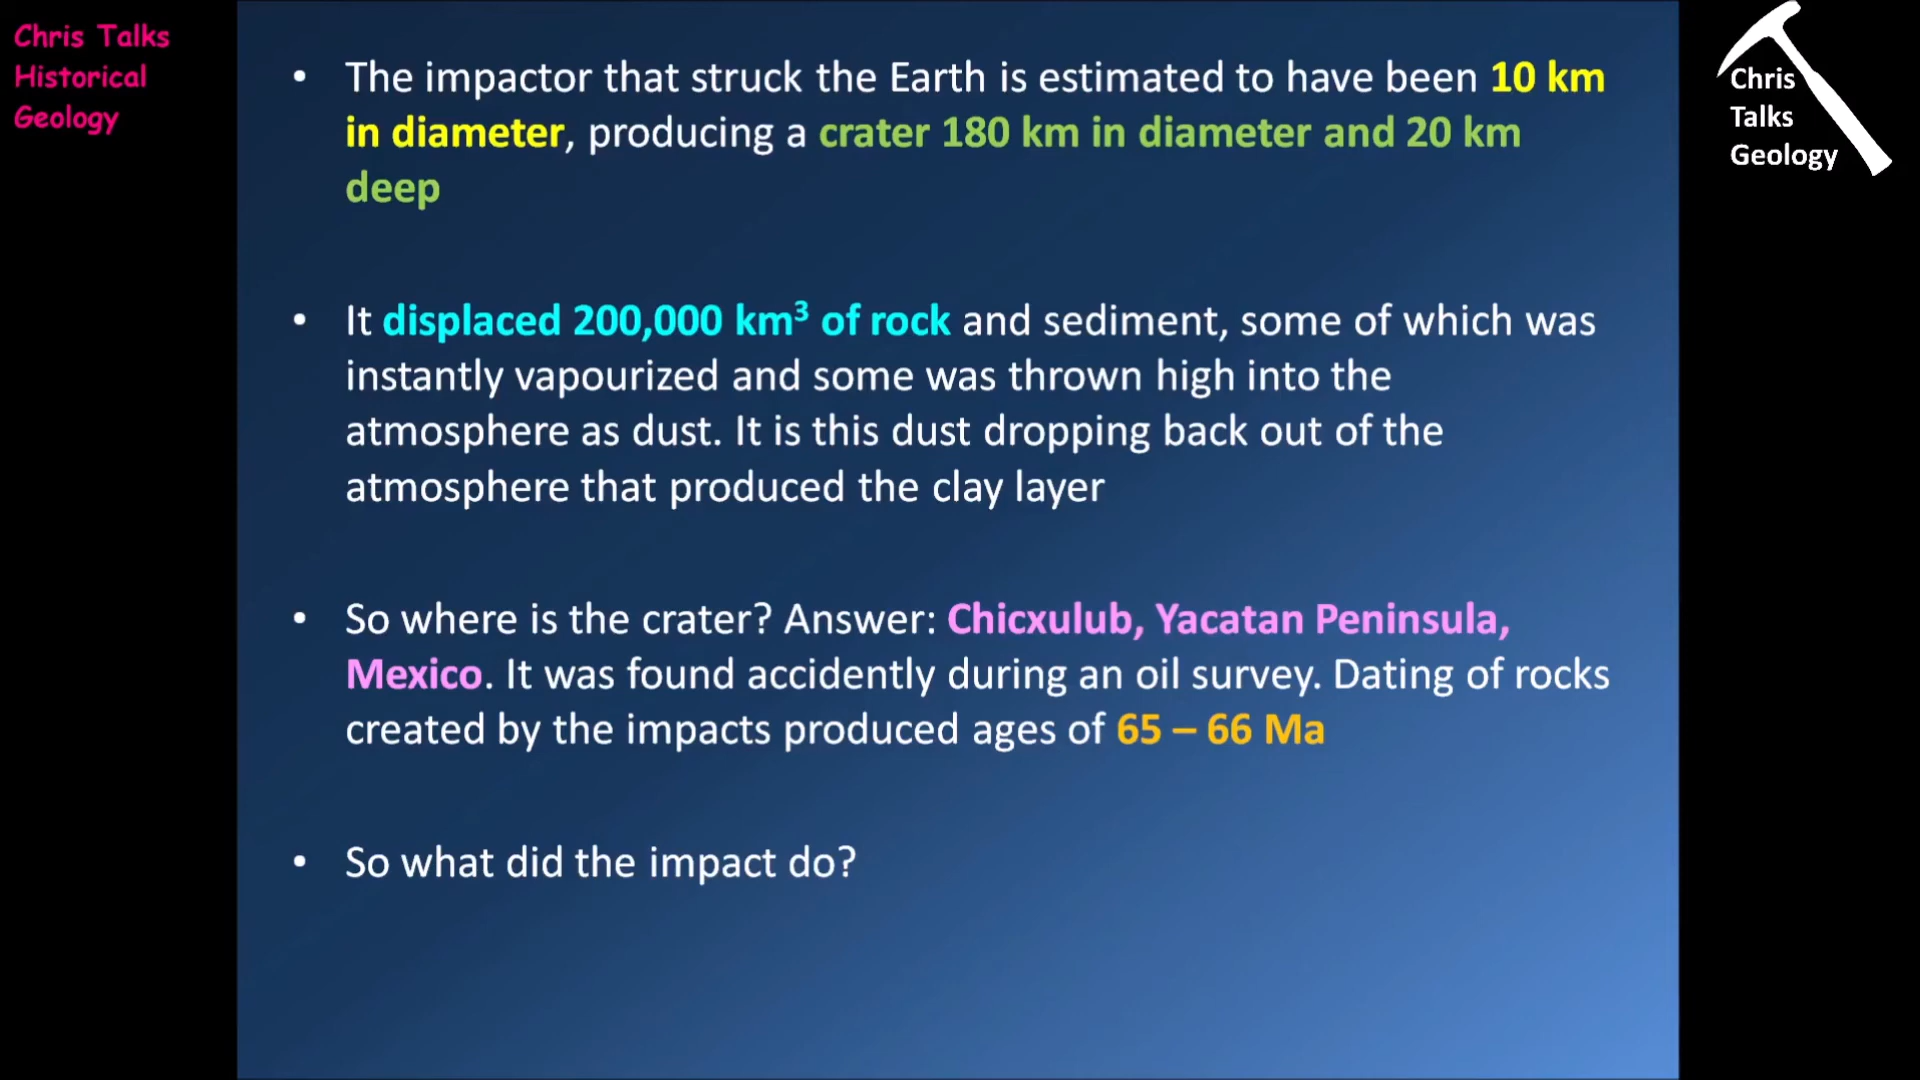 Chris Talks
Historical
Geology
• The impactor that struck the Earth is estimated to have been 10 km
in diameter, producing a crater 180 km in diameter and 20 km
deep
• It displaced 200,000 km³ of rock and sediment, some of which was
instantly vapourized and some was thrown high into the
atmosphere as dust. It is this dust dropping back out of the
atmosphere that produced the clay layer
• So where is the crater? Answer: Chicxulub, Yacatan Peninsula,
Mexico. It was found accidently during an oil survey. Dating of rocks
created by the impacts produced ages of 65 – 66 Ma
• So what did the impact do?
Chris
Talks
Geology